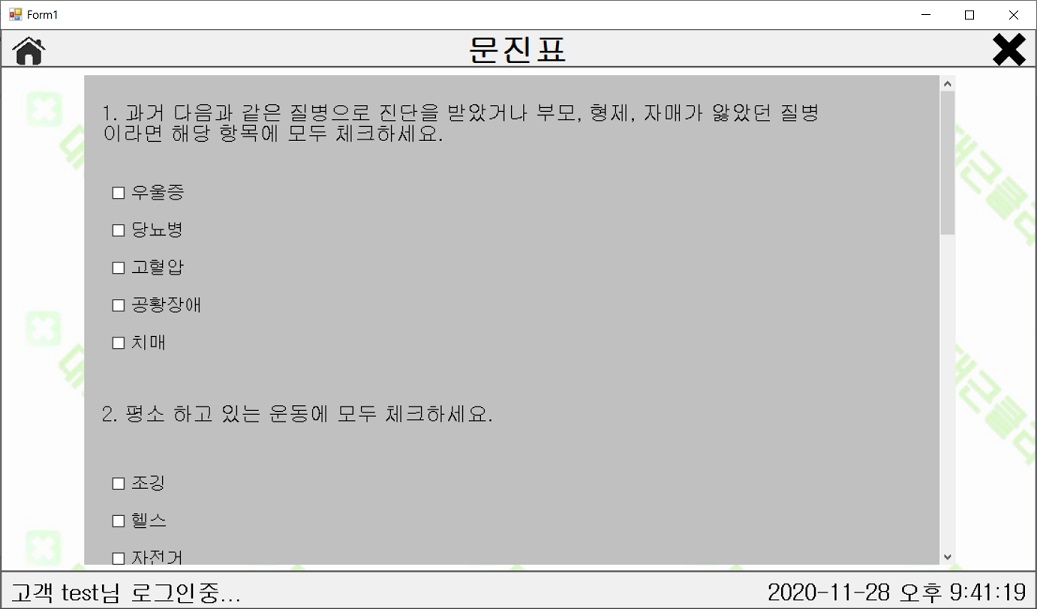 Form1
문진표
1. 과거 다음과 같은 질병으로 진단을 받았거나 부모, 형제, 자매가 앓았던 질병
이라면 해당 항목에 모두 체크하세요.
우울증
당뇨병
고혈압
공황장애
치매
2. 평소 하고 있는 운동에 모두 체크하세요.
조깅
헬스
자전거
고객 test님 로그인중...
2020-11-28 오후 9:41:19